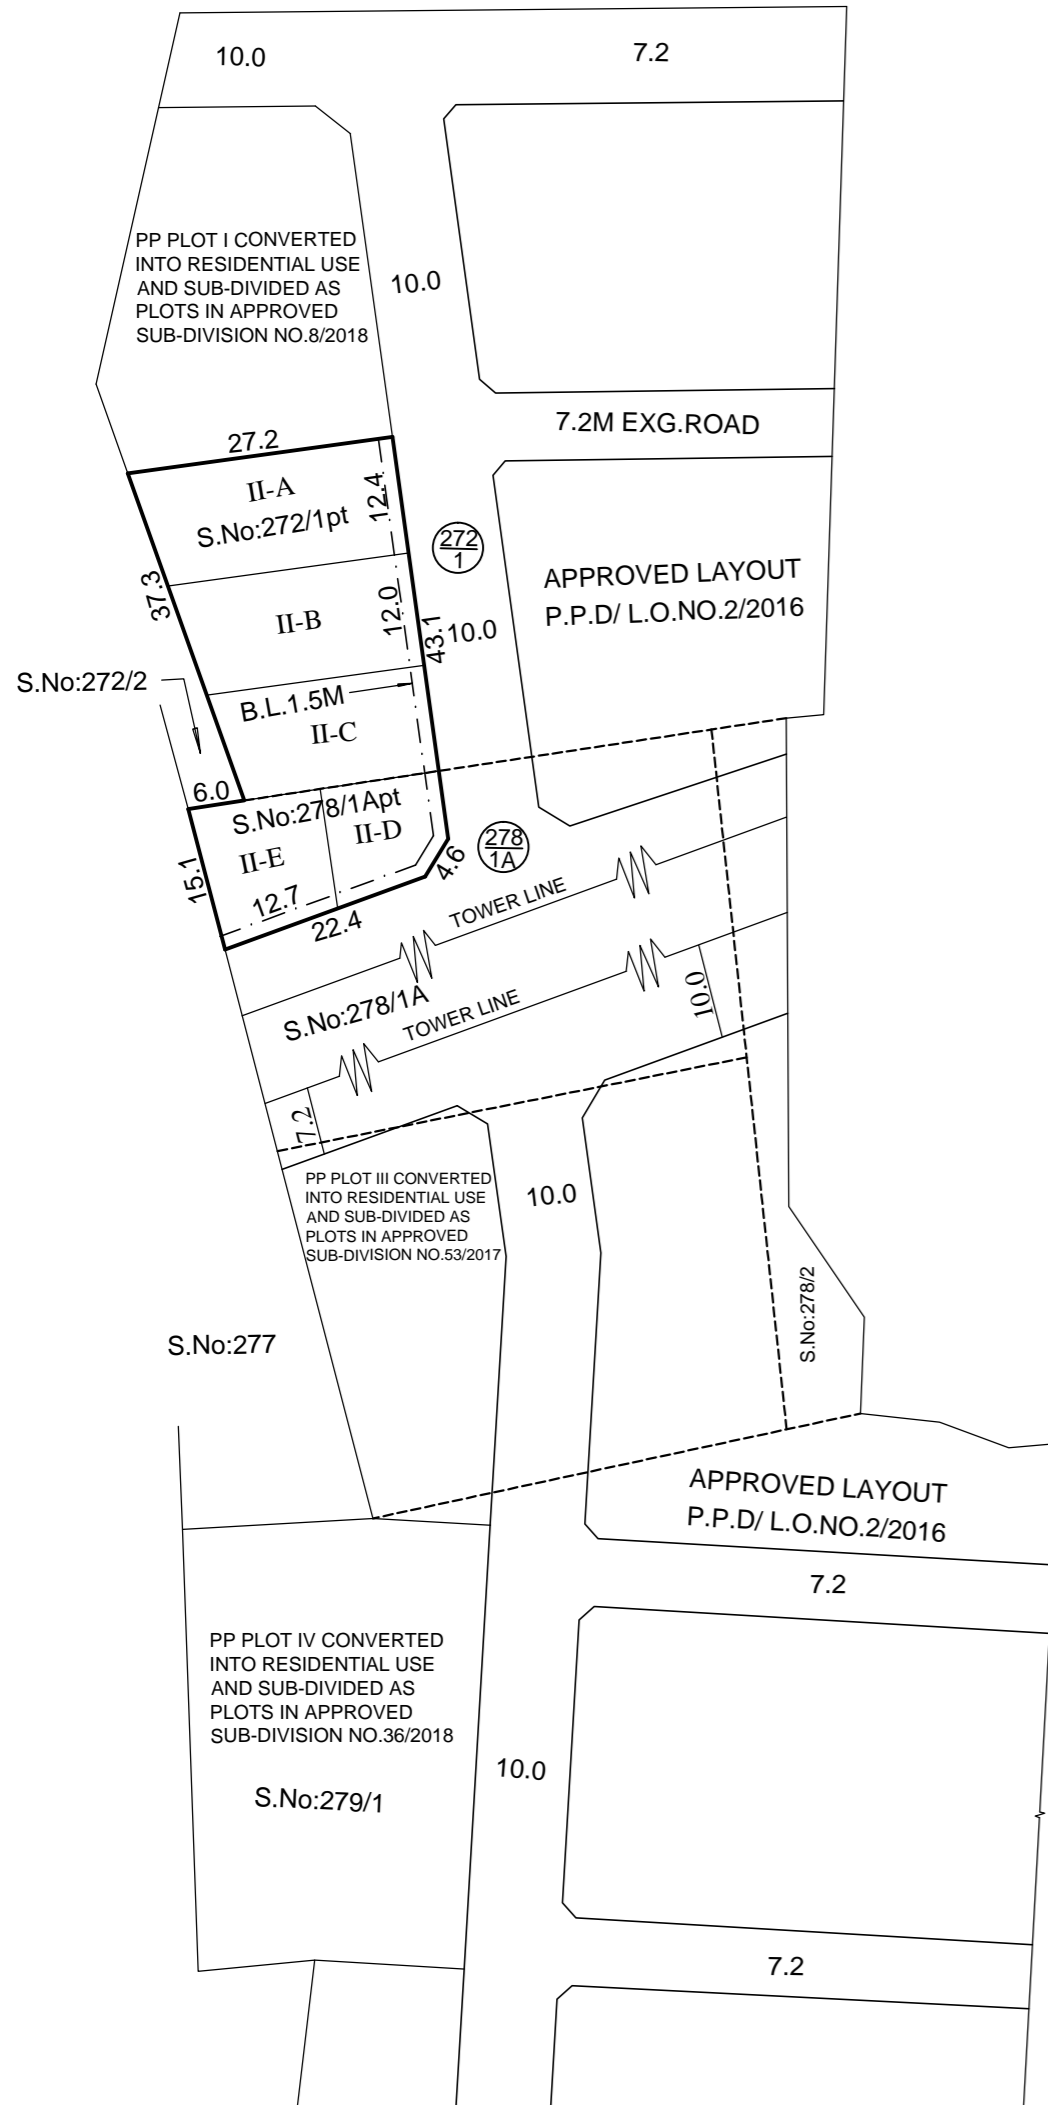 10.0
7.2
PP PLOT I CONVERTED
INTO RESIDENTIAL USE
AND SUB-DIVIDED AS
PLOTS IN APPROVED
SUB-DIVISION NO.8/2018
10.0
7.2M EXG.ROAD
27.2
II-A
S.No:272/1pt
12.4
272
1
APPROVED LAYOUT
P.P.D/ L.O.NO.2/2016
37.3
II-B
12.0
43.1
10.0
S.No:272/2
B.L.1.5M
II-C
6.0
S.No:278/1Apt
II-D
II-E
278
1A
4.6
15.1
12.7
22.4
TOWER LINE
S.No:278/1A
TOWER LINE
10.0
7.2
PP PLOT III CONVERTED
INTO RESIDENTIAL USE
AND SUB-DIVIDED AS
PLOTS IN APPROVED
SUB-DIVISION NO.53/2017
10.0
S.No:278/2
S.No:277
APPROVED LAYOUT
P.P.D/ L.O.NO.2/2016
7.2
PP PLOT IV CONVERTED
INTO RESIDENTIAL USE
AND SUB-DIVIDED AS
PLOTS IN APPROVED
SUB-DIVISION NO.36/2018
10.0
S.No:279/1
7.2